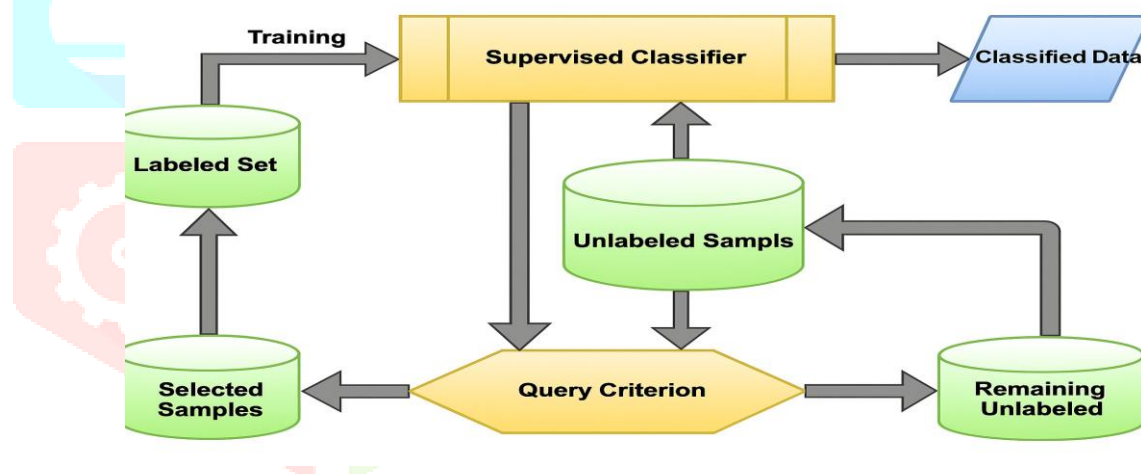 Training
Supervised Classifier
Classified Data
Labeled Set
Unlabeled Sampls
Selected
Samples
Query Criterion
Remaining
Unlabeled